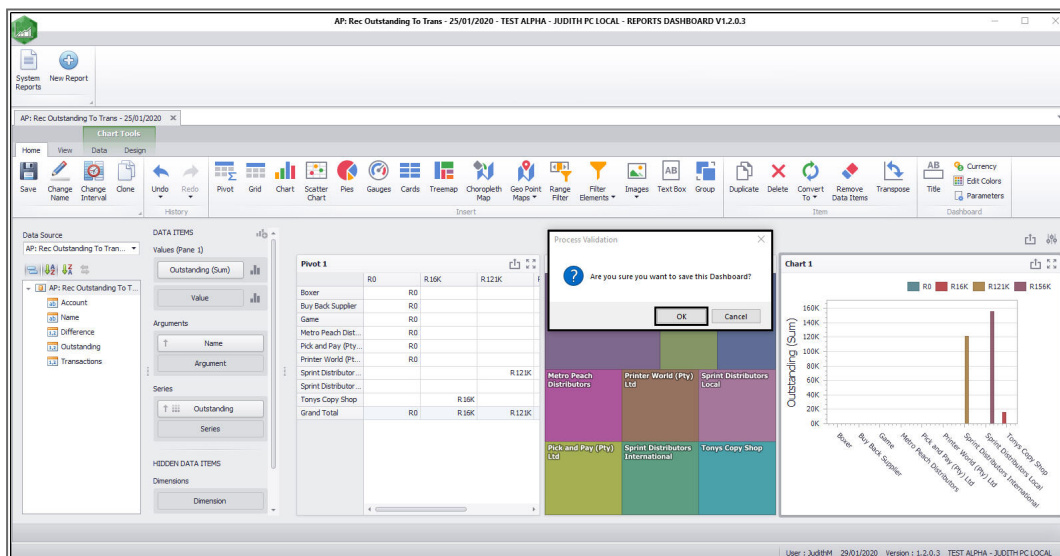 AP: Rec Outstanding To Trans - 25/01/2020 - TEST ALPHA - JUDITH PC LOCAL - REPORTS DASHBOARD V1.2.0.3
System Reports
New Report
AP: Rec Outstanding To Trans - 25/01/2020
Chart Tools
Home View Data Design
Save
Change Name
Change Interval
Clone
Undo
Redo
Pivot
Grid
Chart
Scatter Chart
Pies
Gauges
Cards
Treemap
Choropleth Map
Geo Point Maps
Range Filter
Filter Elements
Images
Text Box
Group
Duplicate
Delete
Convert To
Remove Data Items
Transpose
AB
Title
Currency
Edit Colors
Parameters
History
Insert
Item
Dashboard
Data Source
AP: Rec Outstanding To Tran...
AP: Rec Outstanding To T...
Account
Name
Difference
Outstanding
Transactions
DATA ITEMS
Values (Pane 1)
Outstanding (Sum)
Value
Arguments
Name
Argument
Series
Outstanding
Series
HIDDEN DATA ITEMS
Dimensions
Dimension
Pivot 1
R0 R16K R121K
Boxer R0
Buy Back Supplier R0
Game R0
Metro Peach Dist... R0
Pick and Pay (Pty... R0
Printer World (Pt... R0
Sprint Distributor... R121K
Sprint Distributor...
Tonys Copy Shop R16K
Grand Total R0 R16K R121K
Process Validation
Are you sure you want to save this Dashboard?
OK Cancel
Metro Peach Distributors
Printer World (Pty) Ltd
Sprint Distributors Local
Pick and Pay (Pty) Ltd
Sprint Distributors International
Tonys Copy Shop
Chart 1
R0 R16K R121K R156K
Outstanding (Sum)
160K
140K
120K
100K
80K
60K
40K
20K
0K
Boxer
Buy Back Supplier
Game
Metro Peach Distributors
Pick and Pay (Pty) Ltd
Printer World (Pty) Ltd
Sprint Distributors International
Sprint Distributors Local
Tonys Copy Shop
User : JudithM 29/01/2020 Version : 1.2.0.3 TEST ALPHA - JUDITH PC LOCAL